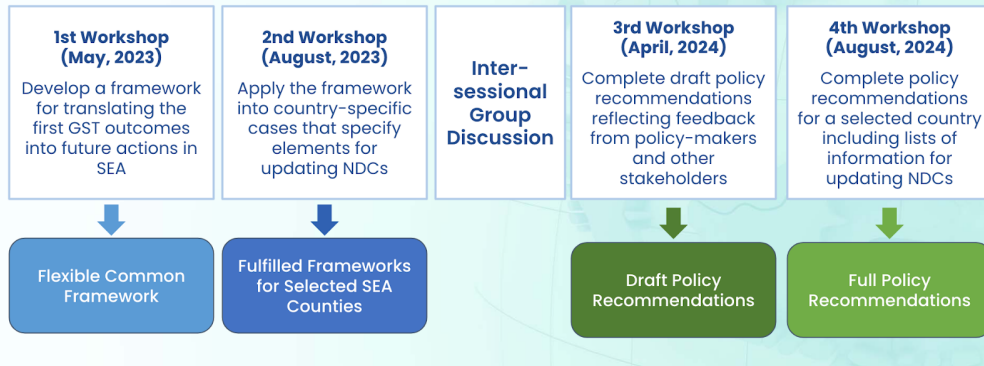 1st Workshop
(May, 2023)
Develop a framework
for translating the
first GST outcomes
into future actions in
SEA
2nd Workshop
(August, 2023)
Apply the framework
into country-specific
cases that specify
elements for
updating NDCs
Inter-
sessional
Group
Discussion
3rd Workshop
(April, 2024)
Complete draft policy
recommendations
reflecting feedback
from policy-makers
and other
stakeholders
4th Workshop
(August, 2024)
Complete policy
recommendations
for a selected country
including lists of
information for
updating NDCs
Flexible Common
Framework
Fulfilled Frameworks
for Selected SEA
Counties
Draft Policy
Recommendations
Full Policy
Recommendations